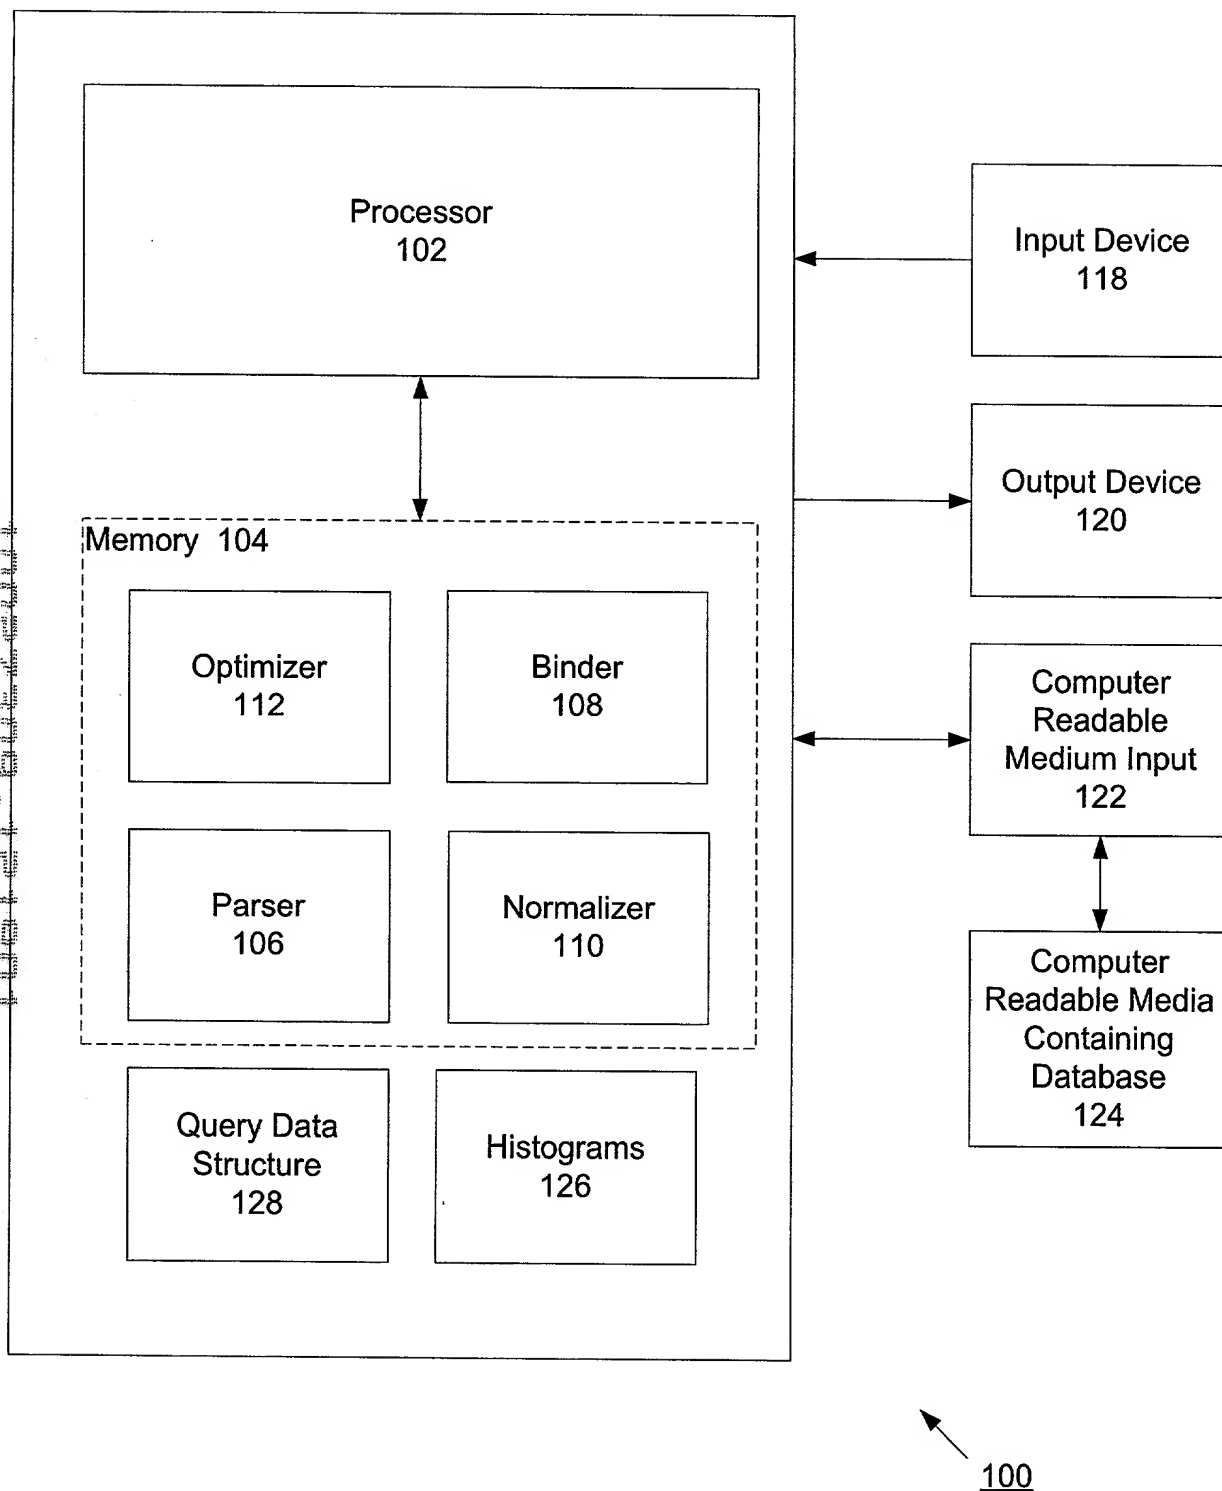 Processor
102
Input Device
118
Output Device
120
Memory 104
Optimizer
112
Binder
108
Computer
Readable
Medium Input
122
Parser
106
Normalizer
110
Computer
Readable Media
Containing
Database
124
Query Data
Structure
128
Histograms
126
100